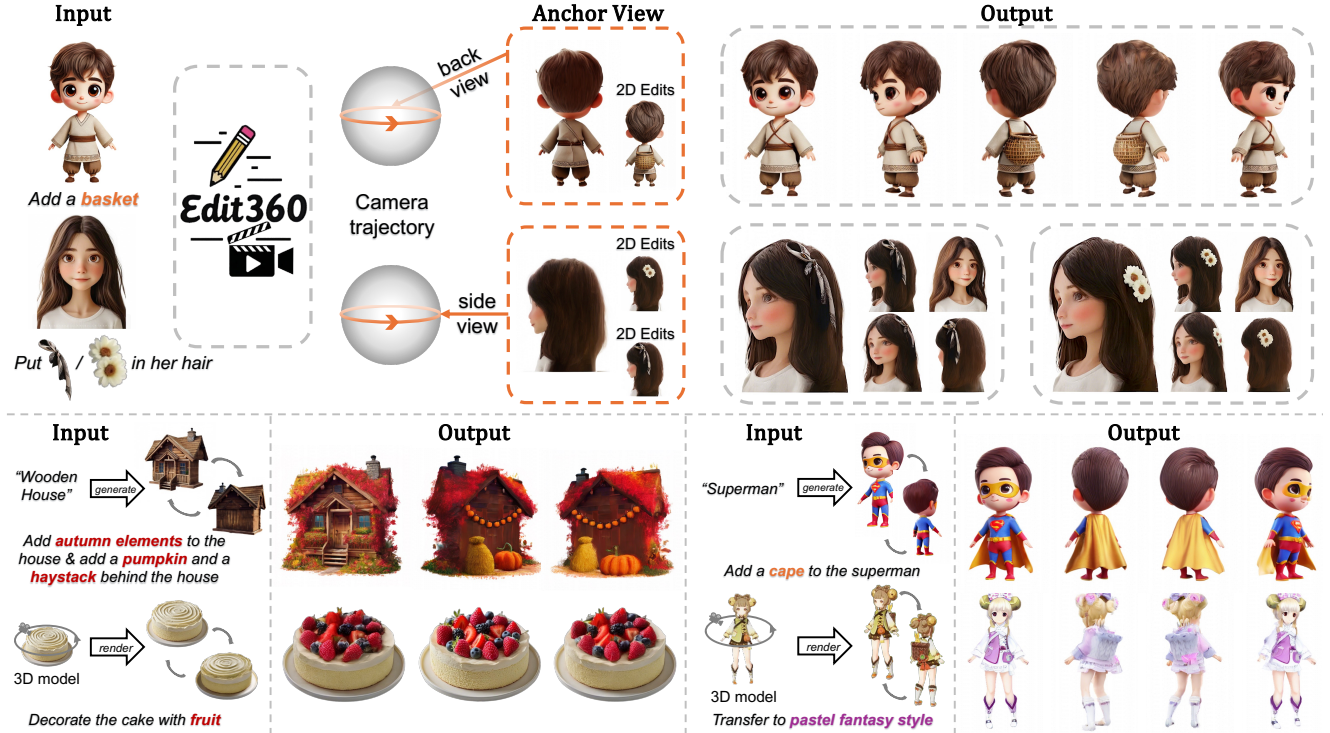 Input
Anchor View
Output
back
view
2D Edits
Add a basket
Edit360
Camera
trajectory
2D Edits
side
view
2D Edits
Put / in her hair
Input
“Wooden
House”
generate
Add autumn elements to the
house & add a pumpkin and a
haystack behind the house
render
3D model
Decorate the cake with fruit
Output
Input
“Superman”
generate
Add a cape to the superman
render
3D model
Transfer to pastel fantasy style
Output